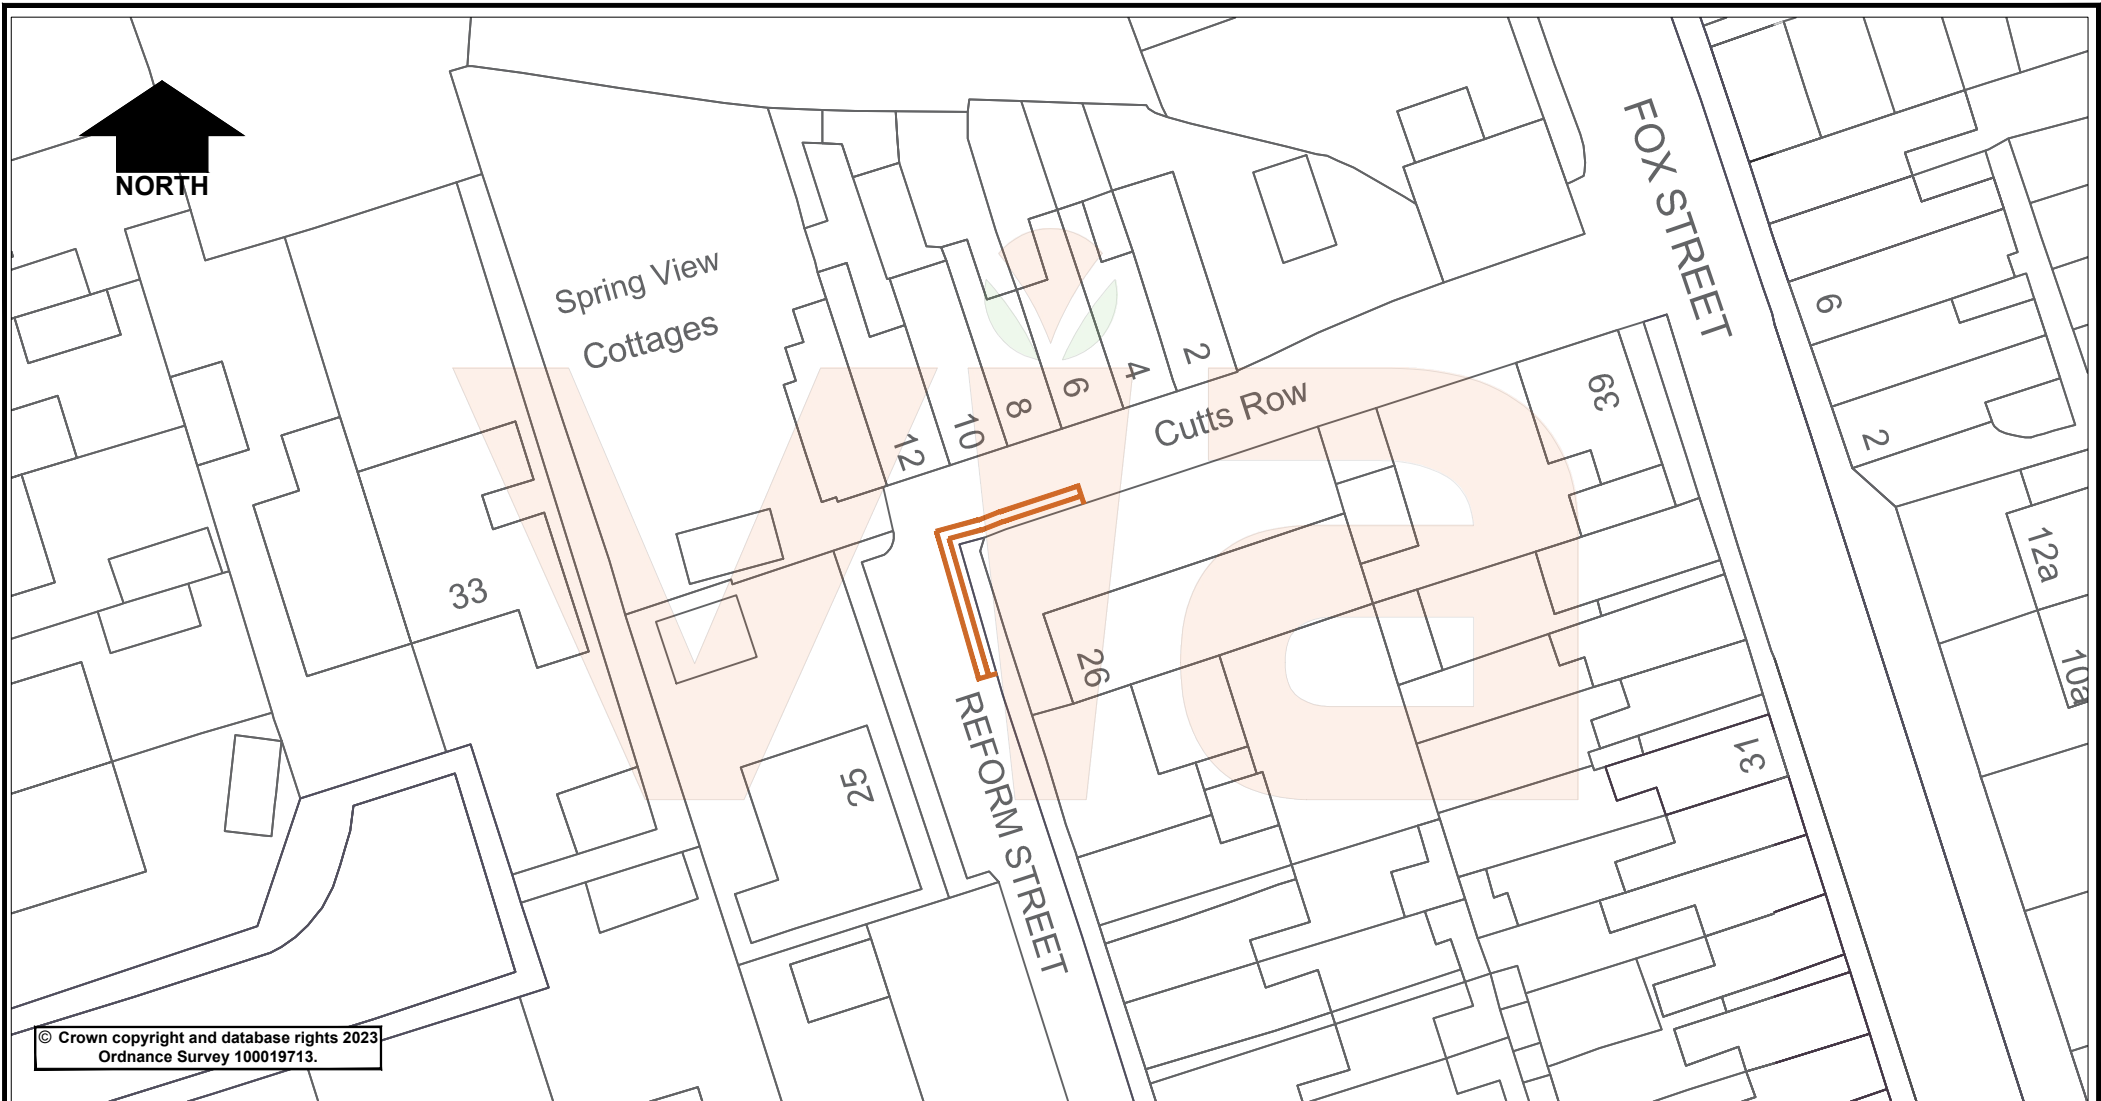 NORTH
FOX STREET
Spring View
Cottages
6
2
4
6
8
10
12
Cutts Row
39
2
12a
10a
33
26
REFORM STREET
25
31
via
© Crown copyright and database rights 2023
Ordnance Survey 100019713.